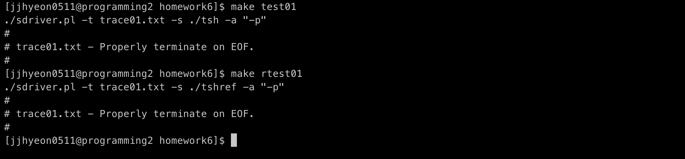 [jjhyeon0511@programming2 homework6]$ make test01
./sdriver.pl -t trace01.txt -s ./tsh -a "-p"
#
# trace01.txt - Properly terminate on EOF.
#
[jjhyeon0511@programming2 homework6]$ make rtest01
./sdriver.pl -t trace01.txt -s ./tshref -a "-p"
#
# trace01.txt - Properly terminate on EOF.
#
[jjhyeon0511@programming2 homework6]$